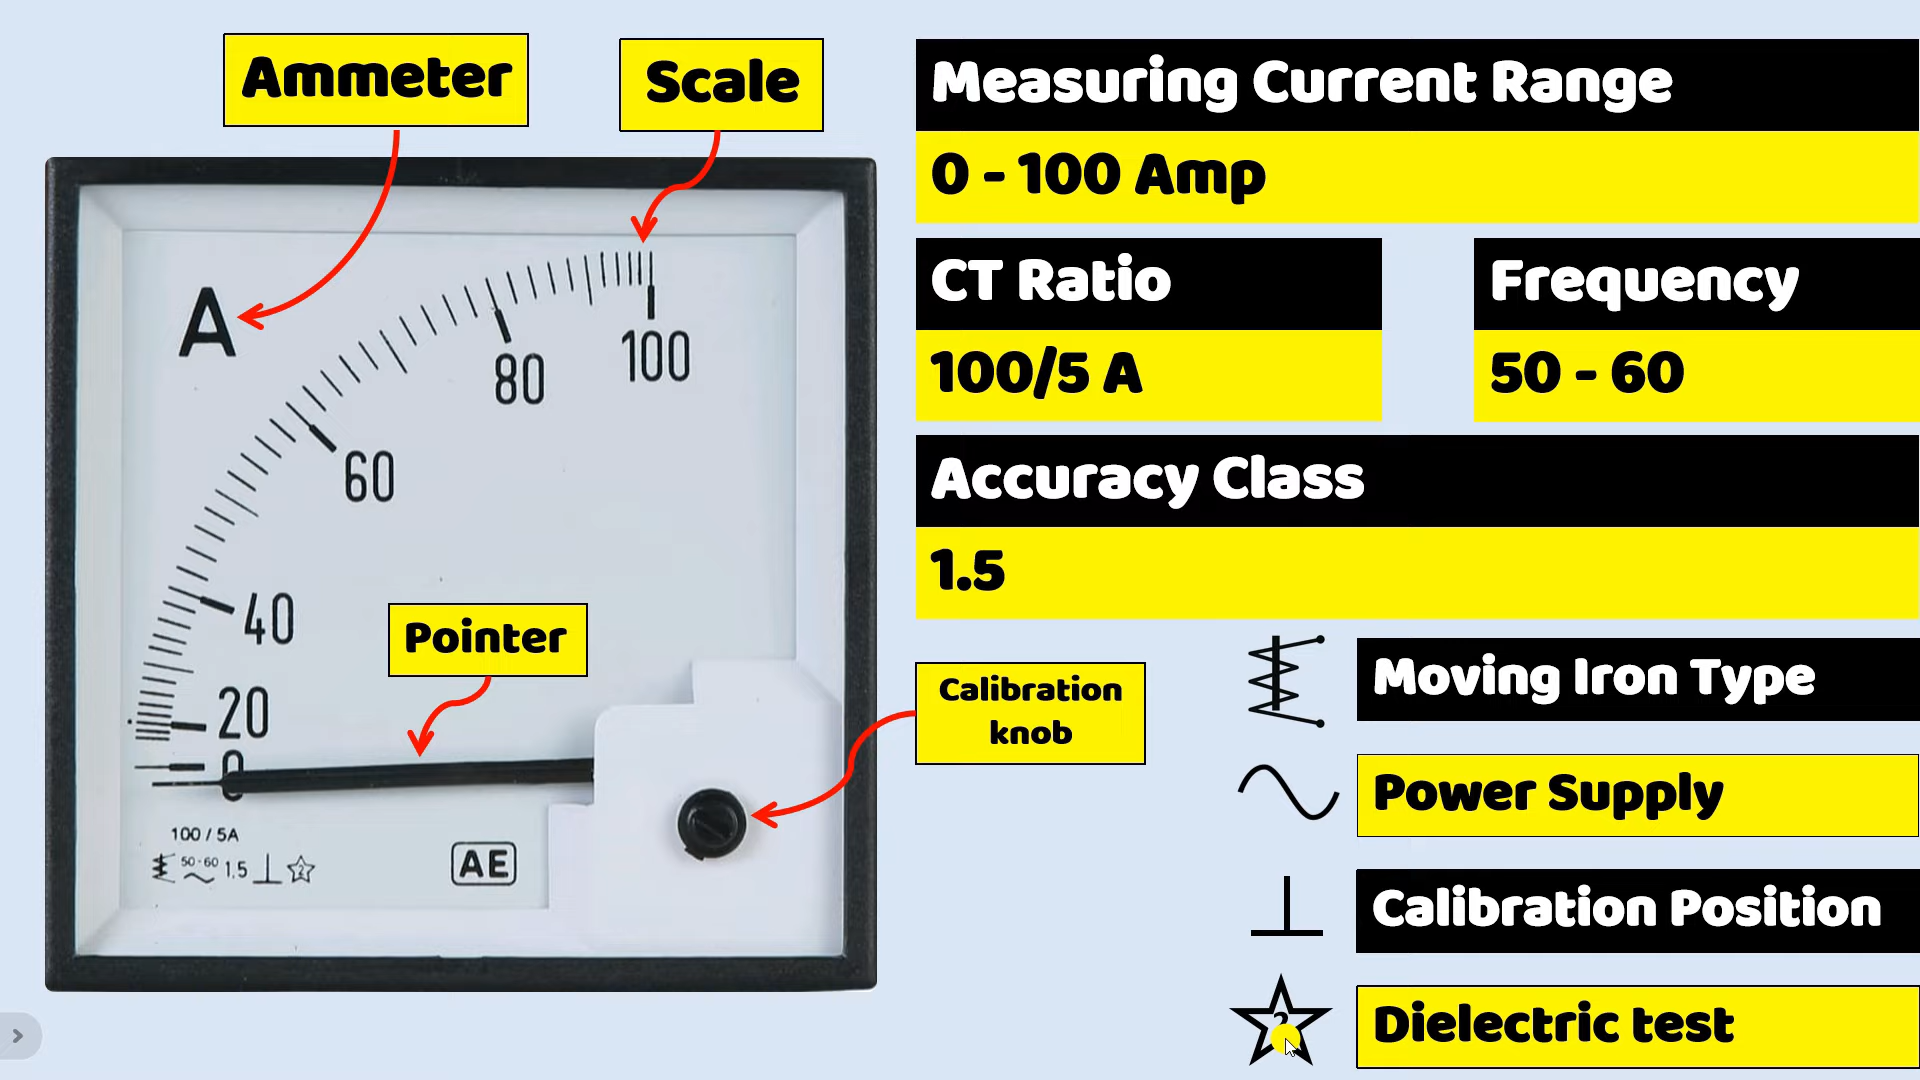 Ammeter
Scale
A
0
20
40
60
80
100
Pointer
Calibration
knob
100 / 5A
50-60
1.5
2
AE
Measuring Current Range
0 - 100 Amp
CT Ratio
100/5 A
Frequency
50 - 60
Accuracy Class
1.5
Moving Iron Type
Power Supply
Calibration Position
2
Dielectric test